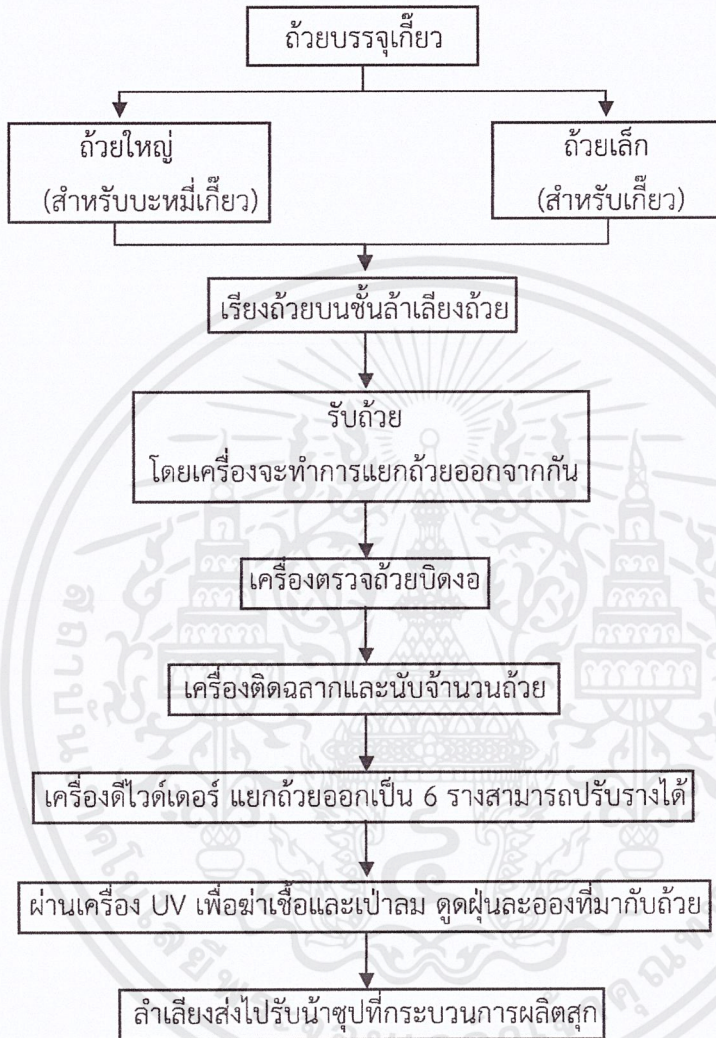 ถ้วยบรรจุเกี๊ยว
ถ้วยใหญ่
(สำหรับบะหมี่เกี๊ยว)
ถ้วยเล็ก
(สำหรับเกี๊ยว)
เรียงถ้วยบนชั้นลำเลียงถ้วย
รับถ้วย
โดยเครื่องจะทำการแยกถ้วยออกจากกัน
เครื่องตรวจถ้วยบิดงอ
เครื่องติดฉลากและนับจำนวนถ้วย
เครื่องดีไวด์เดอร์ แยกถ้วยออกเป็น 6 รางสามารถปรับรางได้
ผ่านเครื่อง UV เพื่อฆ่าเชื้อและเป่าลม ดูดฝุ่นละอองที่มากับถ้วย
ลำเลียงส่งไปรับน้ำซุปที่กระบวนการผลิตสุก